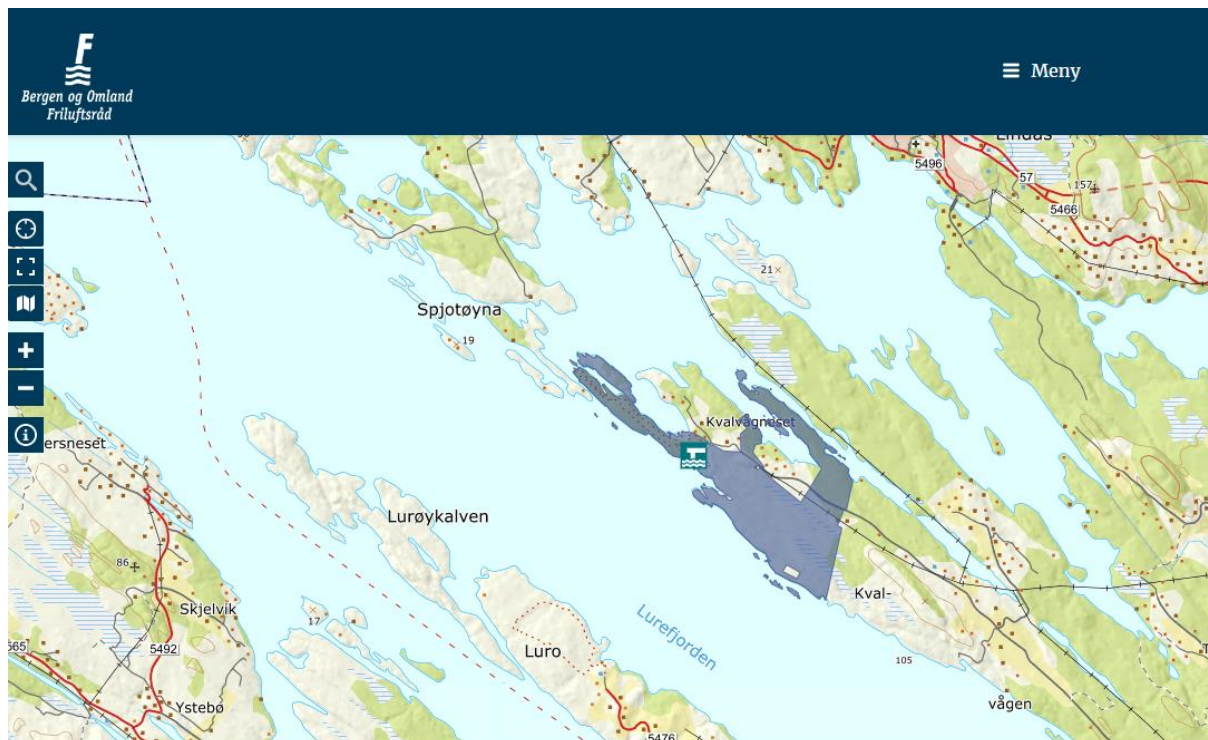 F
Bergen og Omland
Friluftsråd
Meny
Lindås
5496
57
157
5466
21
Spjotøyna
19
Kvalvågneset
ersneset
Lurøykalven
86
Skjelvik
17
Kval-
Lurefjorden
565
5492
Luro
105
Ystebø
vågen
5476